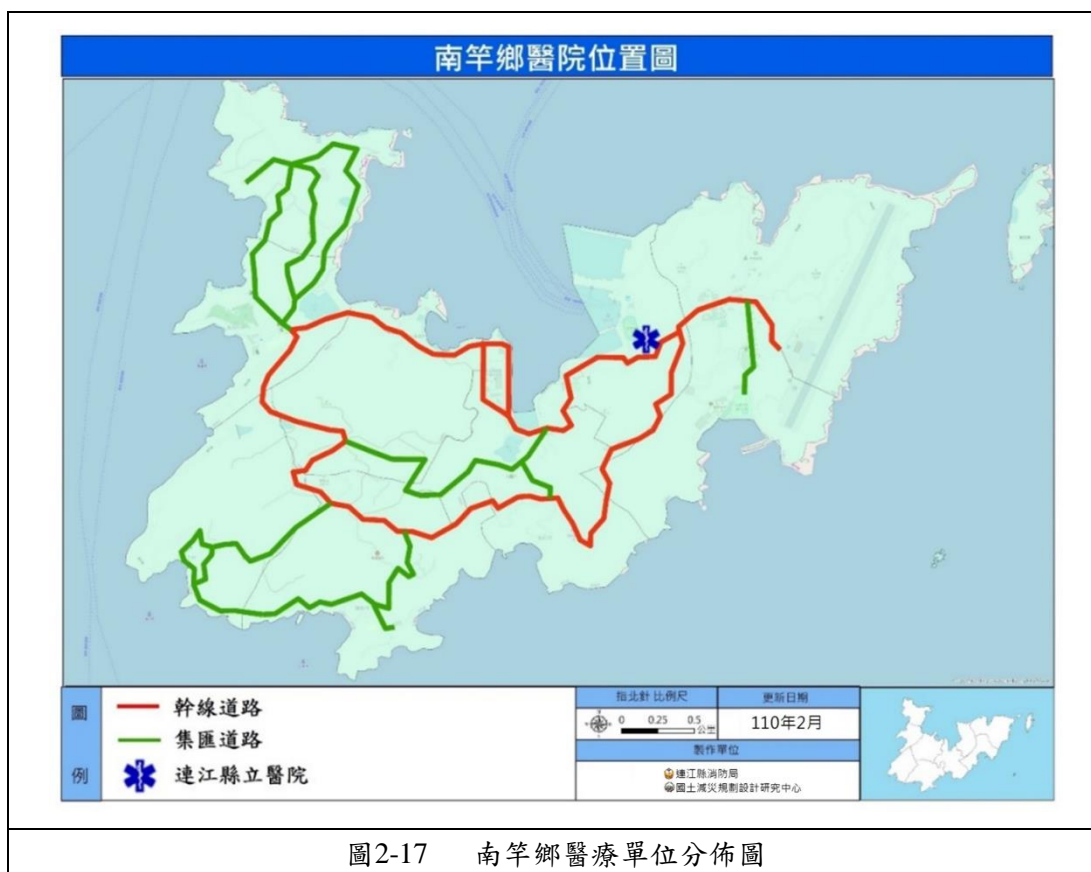 南竿鄉醫院位置圖
圖
例
幹線道路
集匯道路
連江縣立醫院
指北針 比例尺
0 0.25 0.5
公里
更新日期
110年2月
製作單位
連江縣消防局
國土減災規劃設計研究中心
圖2-17 南竿鄉醫療單位分佈圖